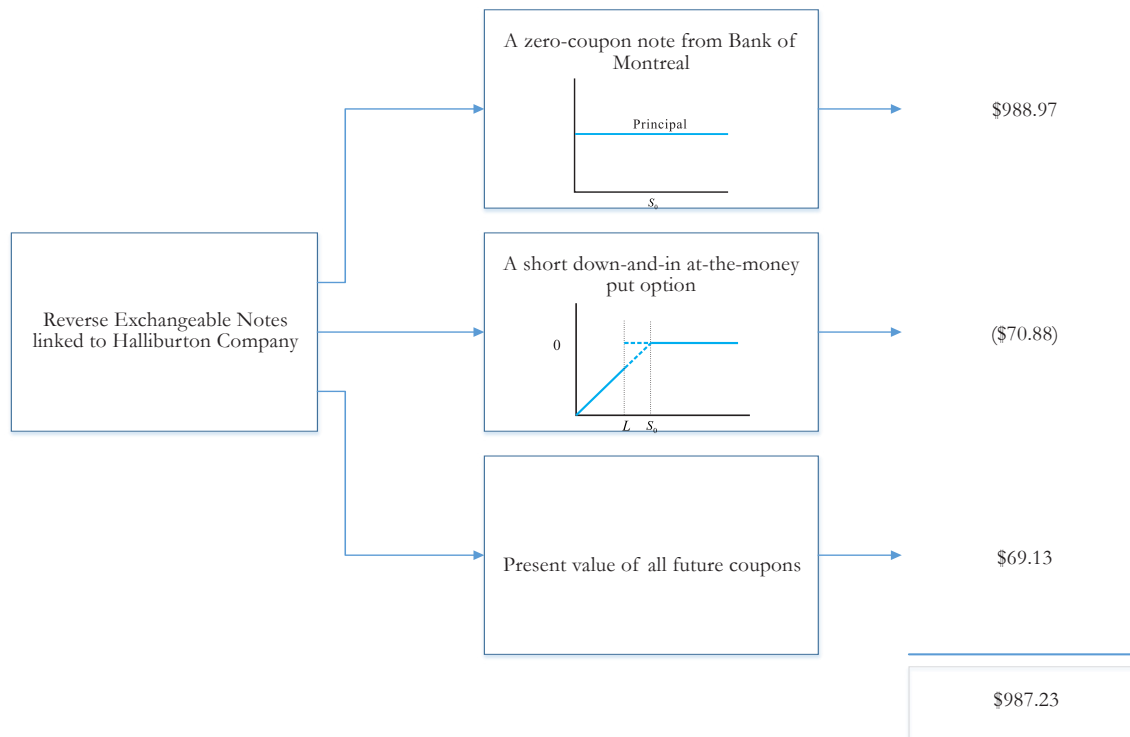 A zero-coupon note from Bank of
Montreal
Principal
S₀
$988.97
Reverse Exchangeable Notes
linked to Halliburton Company
A short down-and-in at-the-money
put option
0
L
S₀
($70.88)
Present value of all future coupons
$69.13
$987.23